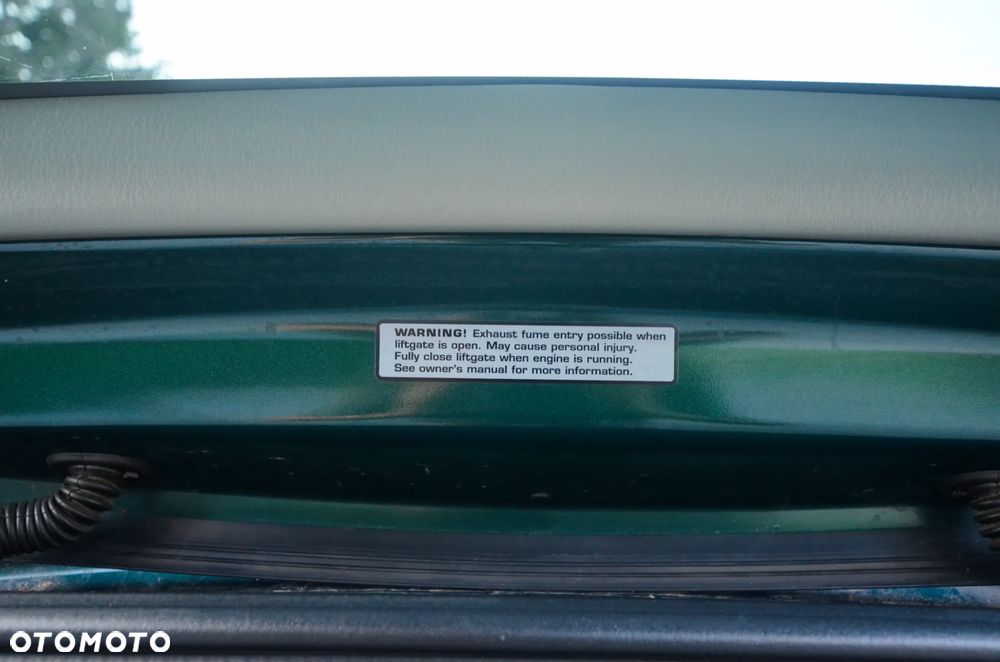 WARNING! Exhaust fume entry possible when
liftgate is open. May cause personal injury.
Fully close liftgate when engine is running.
See owner's manual for more information.
OTOMOTO